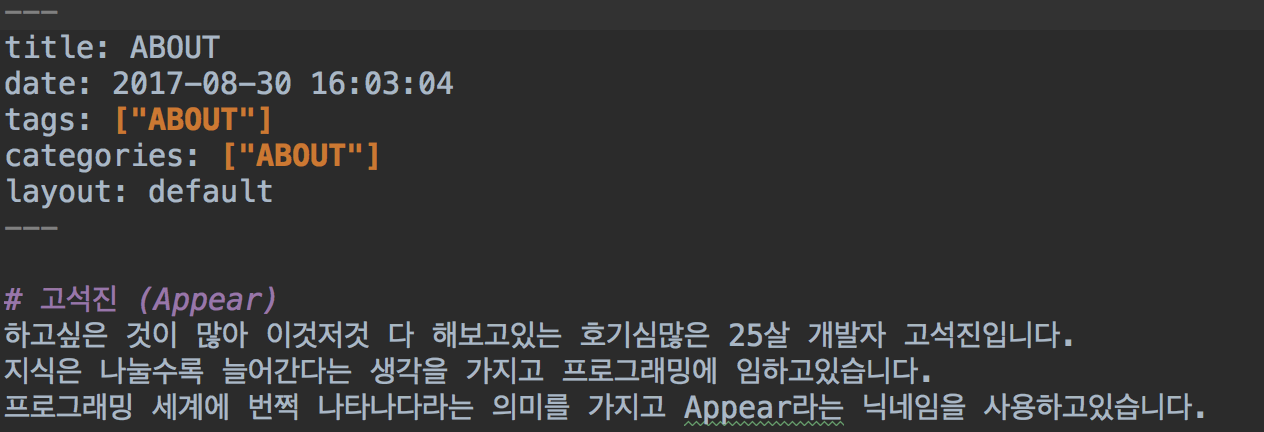 ---
title: ABOUT
date: 2017-08-30 16:03:04
tags: ["ABOUT"]
categories: ["ABOUT"]
layout: default
---
# 고석진 (Appear)
하고싶은 것이 많아 이것저것 다 해보고있는 호기심많은 25살 개발자 고석진입니다.
지식은 나눌수록 늘어간다는 생각을 가지고 프로그래밍에 임하고있습니다.
프로그래밍 세계에 번쩍 나타나다라는 의미를 가지고 Appear라는 닉네임을 사용하고있습니다.